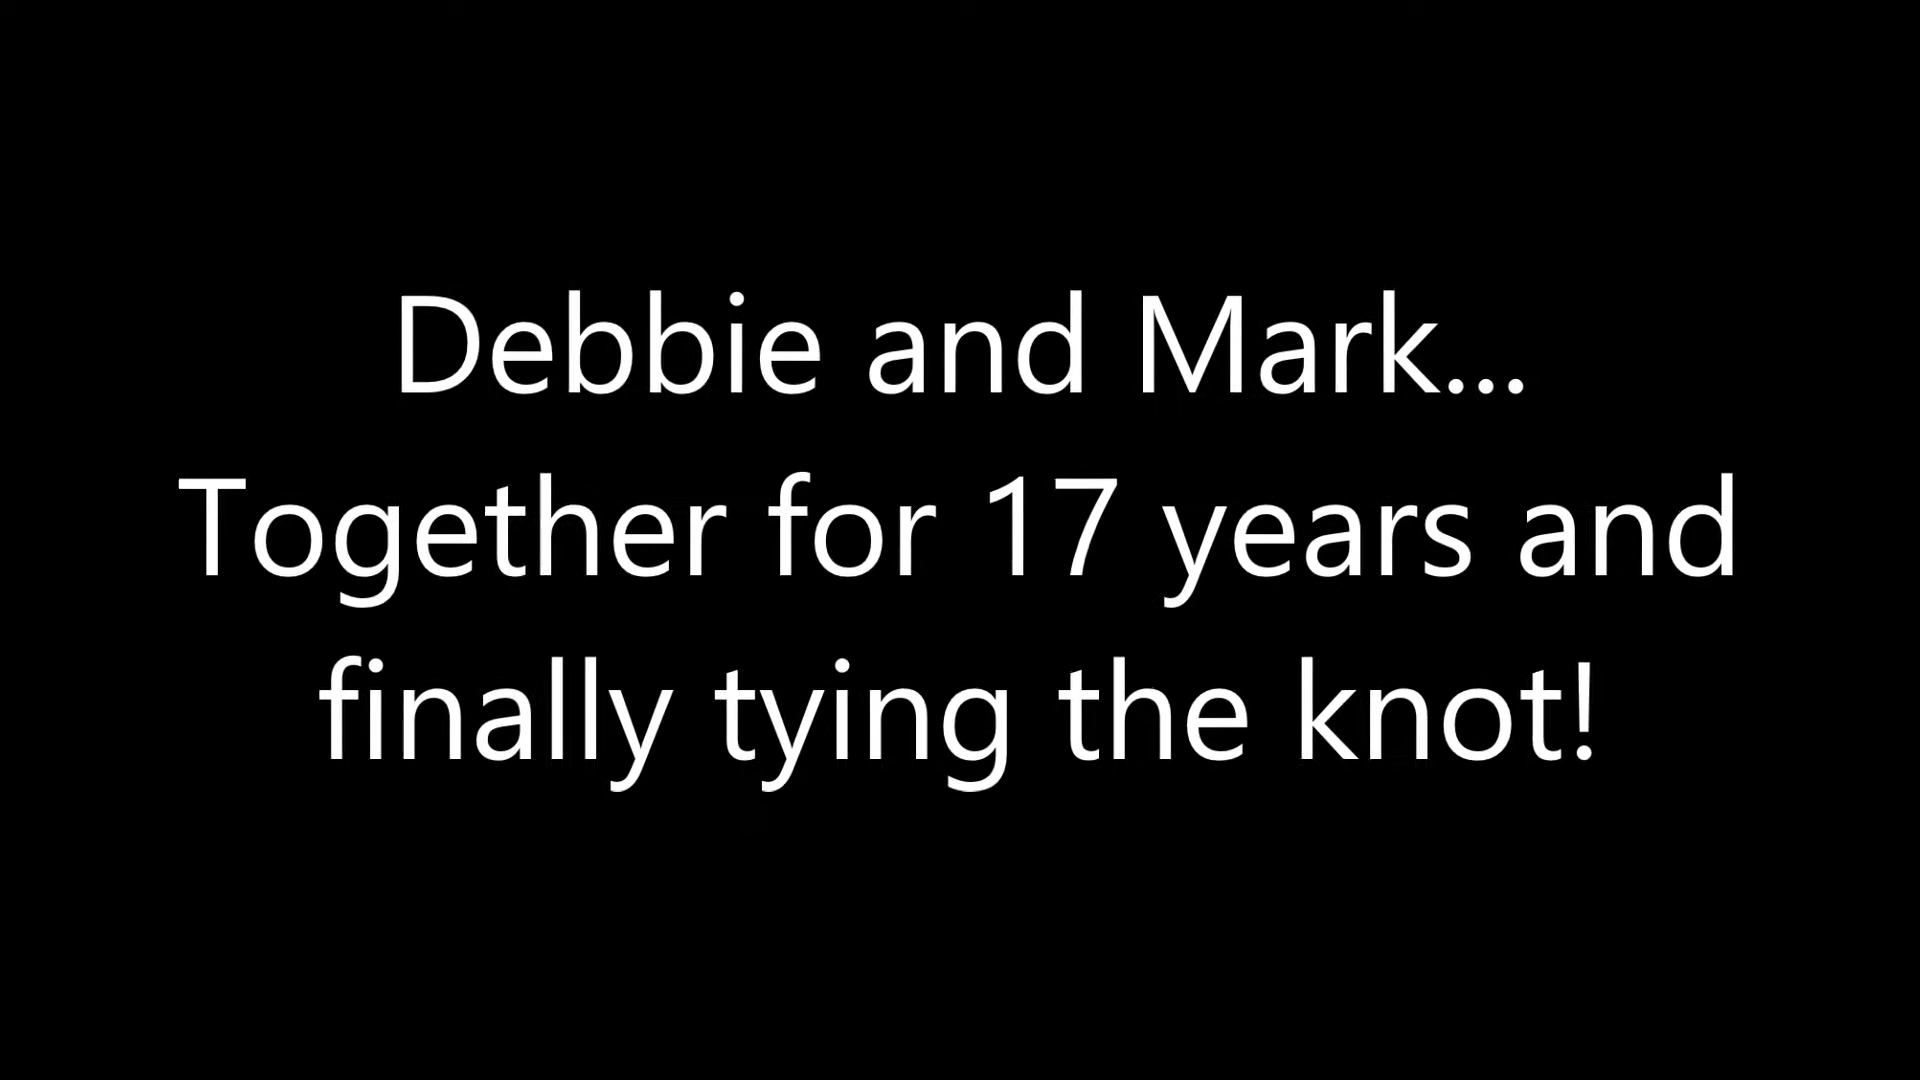 Debbie and Mark...
Together for 17 years and
finally tying the knot!